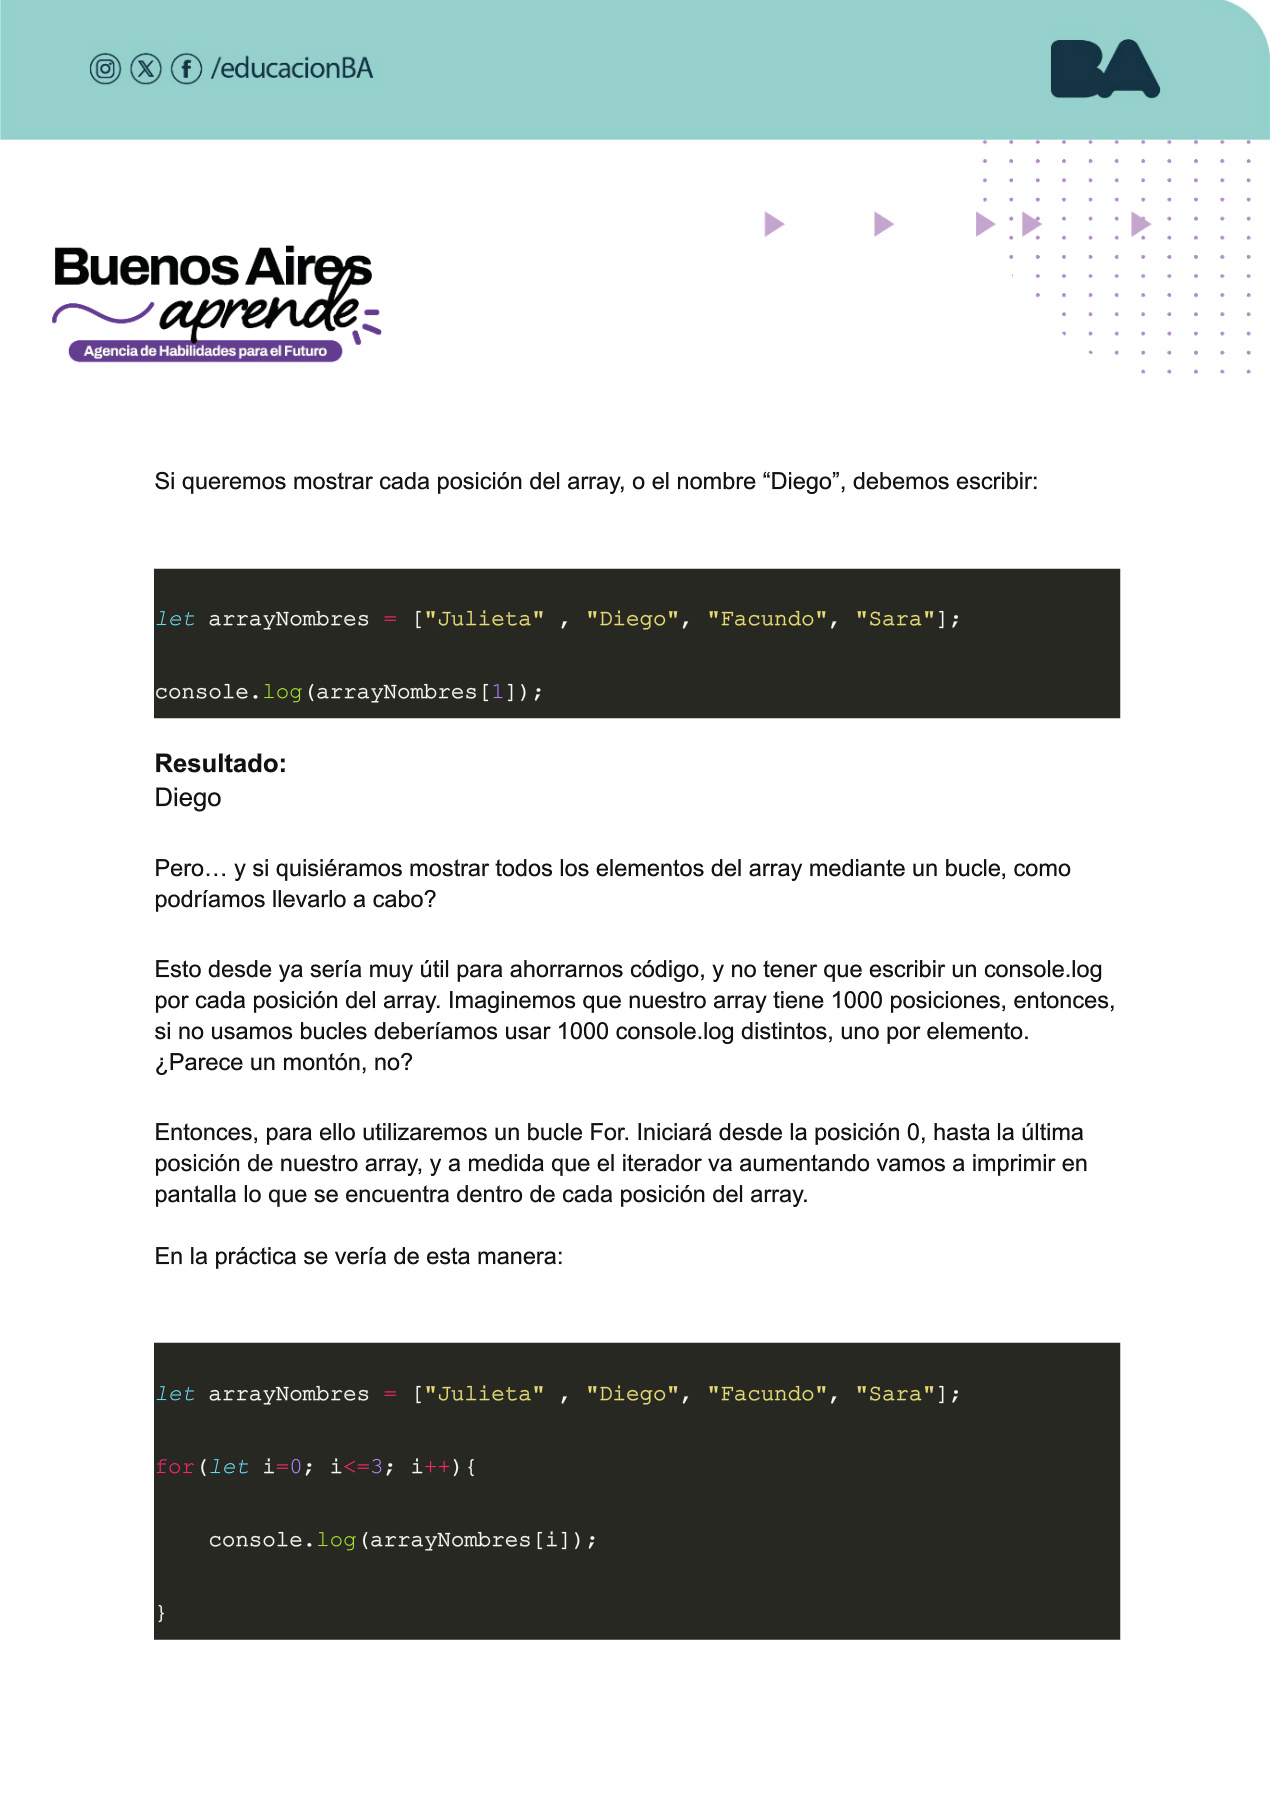 /educacionBA
BA
Buenos Aires
aprende
Agencia de Habilidades para el Futuro
Si queremos mostrar cada posición del array, o el nombre “Diego”, debemos escribir:
let arrayNombres = ["Julieta" , "Diego", "Facundo", "Sara"];
console.log(arrayNombres[1]);
Resultado:
Diego
Pero… y si quisiéramos mostrar todos los elementos del array mediante un bucle, como
podríamos llevarlo a cabo?
Esto desde ya sería muy útil para ahorrarnos código, y no tener que escribir un console.log
por cada posición del array. Imaginemos que nuestro array tiene 1000 posiciones, entonces,
si no usamos bucles deberíamos usar 1000 console.log distintos, uno por elemento.
¿Parece un montón, no?
Entonces, para ello utilizaremos un bucle For. Iniciará desde la posición 0, hasta la última
posición de nuestro array, y a medida que el iterador va aumentando vamos a imprimir en
pantalla lo que se encuentra dentro de cada posición del array.
En la práctica se vería de esta manera:
let arrayNombres = ["Julieta" , "Diego", "Facundo", "Sara"];
for(let i=0; i<=3; i++){
    console.log(arrayNombres[i]);
}